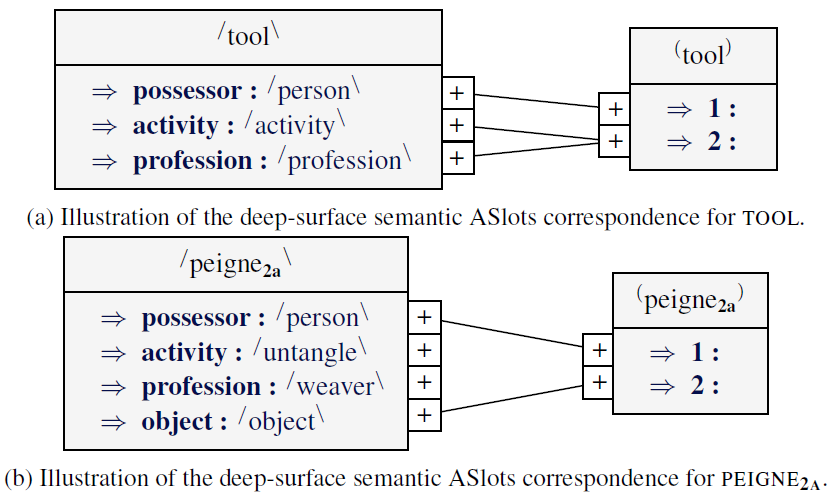 /tool\
(tool)
⇒ possessor : /person\ +
⇒ activity : /activity\ +
⇒ profession : /profession\ +
+ ⇒ 1 :
+ ⇒ 2 :
(a) Illustration of the deep-surface semantic ASlots correspondence for TOOL.
/peigne2a\
(peigne2a)
⇒ possessor : /person\ +
⇒ activity : /untangle\ +
⇒ profession : /weaver\ +
⇒ object : /object\ +
+ ⇒ 1 :
+ ⇒ 2 :
(b) Illustration of the deep-surface semantic ASlots correspondence for PEIGNE2A.